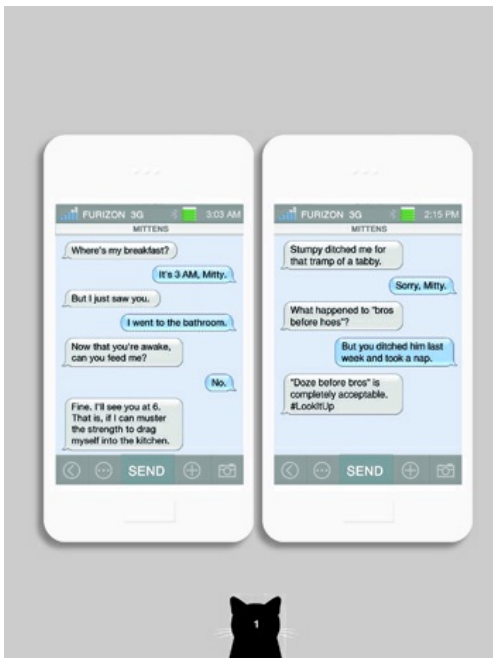 FURIZON 3G 3:03 AM
MITTENS
Where's my breakfast?
It's 3 AM, Mitty.
But I just saw you.
I went to the bathroom.
Now that you're awake,
can you feed me?
No.
Fine. I'll see you at 6.
That is, if I can muster
the strength to drag
myself into the kitchen.
SEND
FURIZON 3G 2:15 PM
MITTENS
Stumpy ditched me for
that tramp of a tabby.
Sorry, Mitty.
What happened to "bros
before hoes"?
But you ditched him last
week and took a nap.
"Doze before bros" is
completely acceptable.
#LookItUp
SEND
1